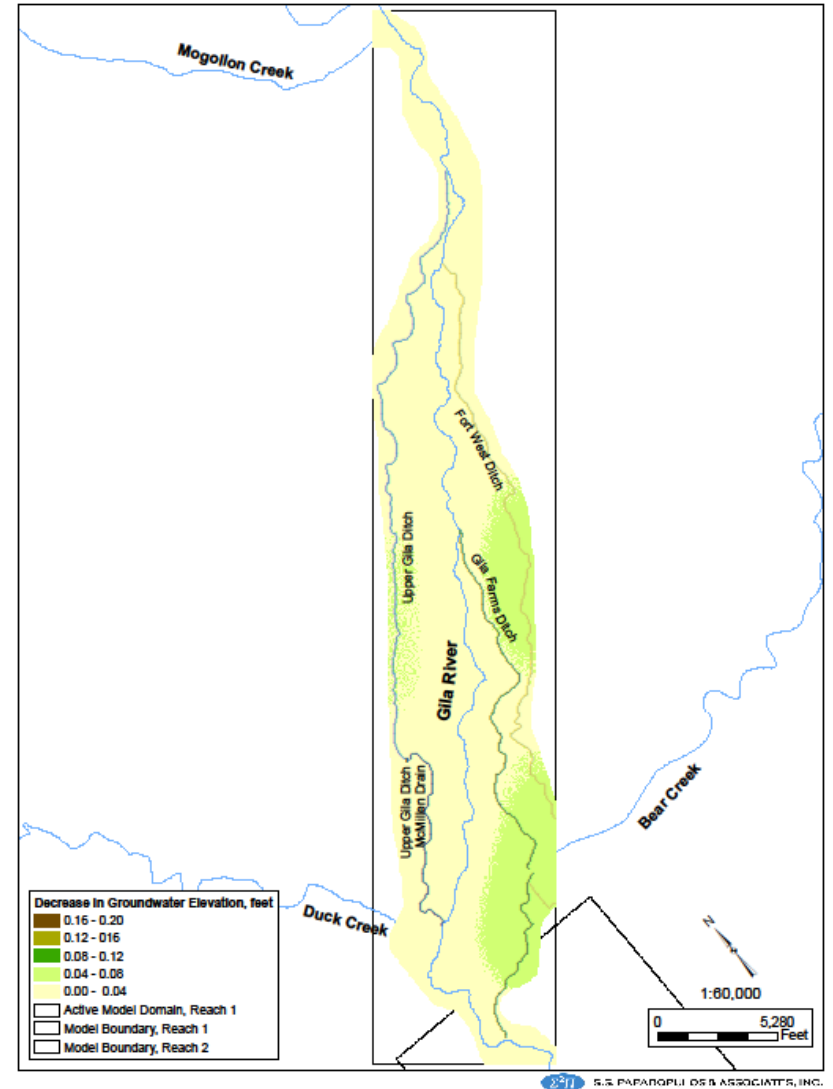 Mogollon Creek
Fort West Ditch
Upper Gila Ditch
Gila Farms Ditch
Gila River
Upper Gila Ditch
McMillen Drain
Bear Creek
Duck Creek
Decrease in Groundwater Elevation, feet
0.16 - 0.20
0.12 - 016
0.08 - 0.12
0.04 - 0.08
0.00 - 0.04
Active Model Domain, Reach 1
Model Boundary, Reach 1
Model Boundary, Reach 2
N
1:60,000
0 5,280
Feet
Σ²Π S.S. PAPADOPULOS & ASSOCIATES, INC.